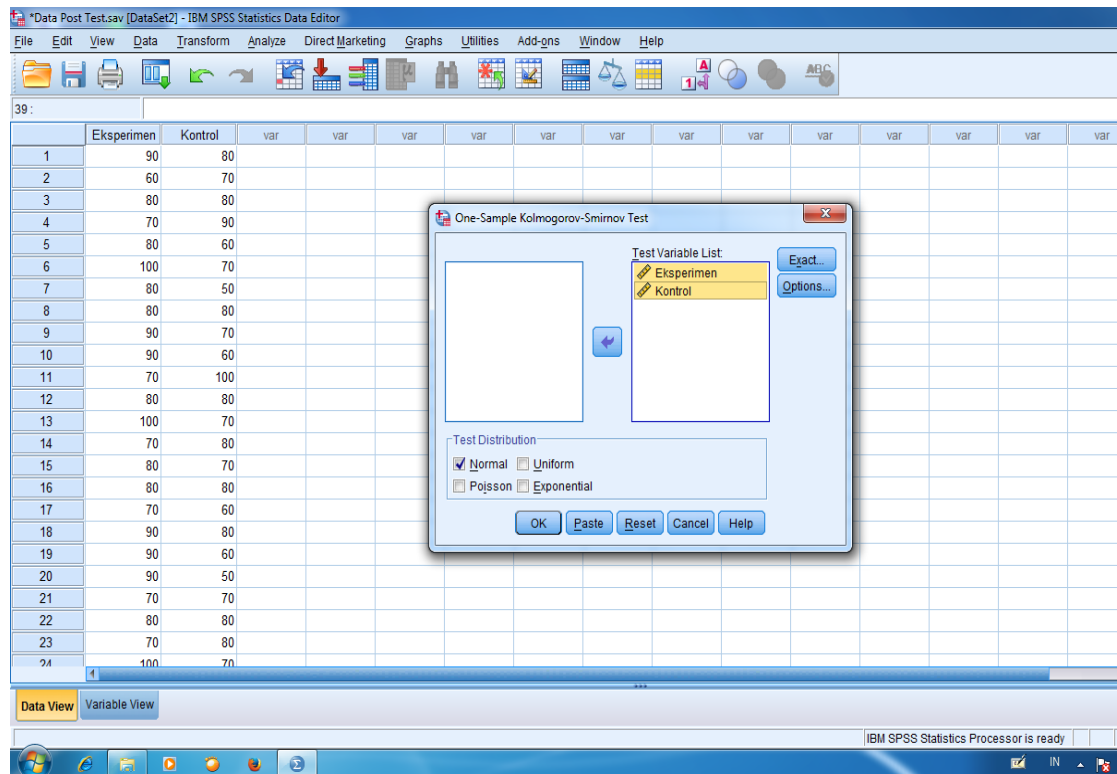 *Data Post Test.sav [DataSet2] - IBM SPSS Statistics Data Editor
File Edit View Data Transform Analyze Direct Marketing Graphs Utilities Add-ons Window Help
39 :
Eksperimen Kontrol var var var var var var var var var var var var var
1 90 80
2 60 70
3 80 80
4 70 90
5 80 60
6 100 70
7 80 50
8 80 80
9 90 70
10 90 60
11 70 100
12 80 80
13 100 70
14 70 80
15 80 70
16 80 80
17 70 60
18 90 80
19 90 60
20 90 50
21 70 70
22 80 80
23 70 80
24 100 70
One-Sample Kolmogorov-Smirnov Test
Test Variable List:
Eksperimen
Kontrol
Exact...
Options...
Test Distribution
Normal Uniform
Poisson Exponential
OK Paste Reset Cancel Help
Data View Variable View
IBM SPSS Statistics Processor is ready
IN